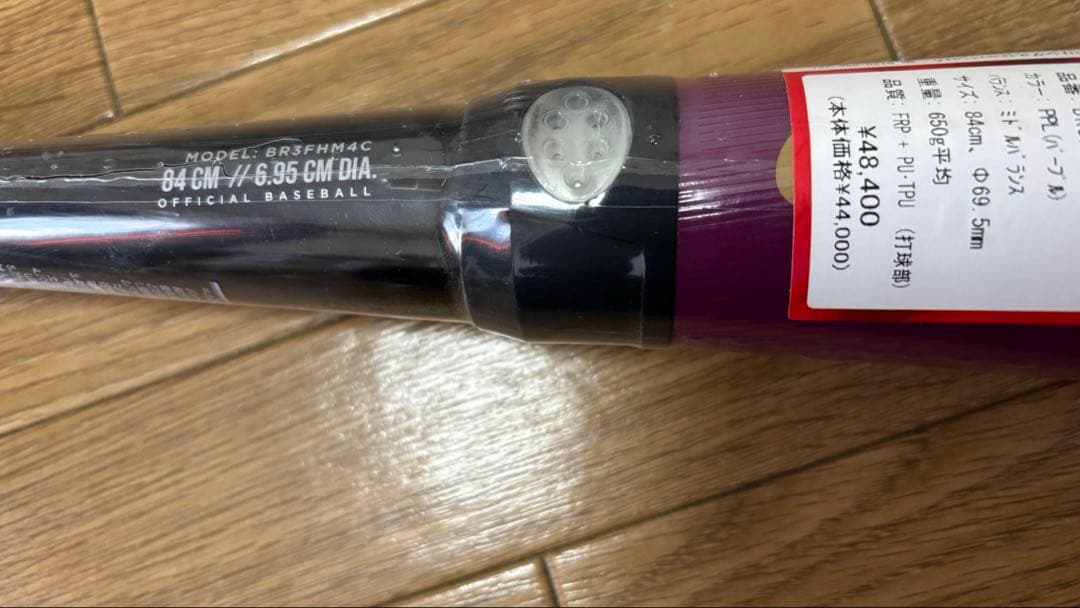 MODEL: BR3FHM4C
84 CM // 6.95 CM DIA.
OFFICIAL BASEBALL
品番:
カラー: PPL(パープル)
バランス: ミドルバランス
サイズ: 84cm、Φ69.5mm
重量: 650g平均
品質: FRP + PU・TPU (打球部)
¥48,400
(本体価格¥44,000)